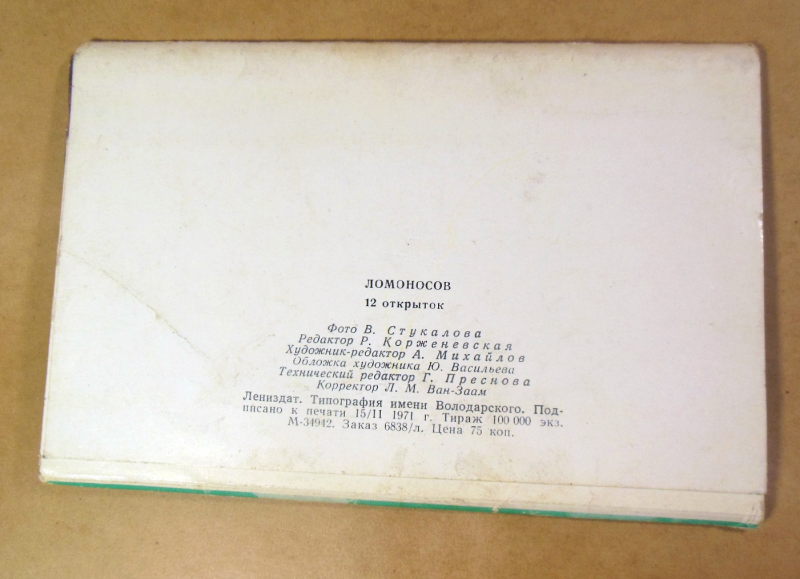 ЛОМОНОСОВ
12 открыток
Фото В. Стукалова
Редактор Р. Корженевская
Художник-редактор А. Михайлов
Обложка художника Ю. Васильева
Технический редактор Г. Преснова
Корректор Л. М. Ван-Заам
Лениздат. Типография имени Володарского. Под-
писано к печати 15/II 1971 г. Тираж 100 000 экз.
М-34942. Заказ 6838/л. Цена 75 коп.